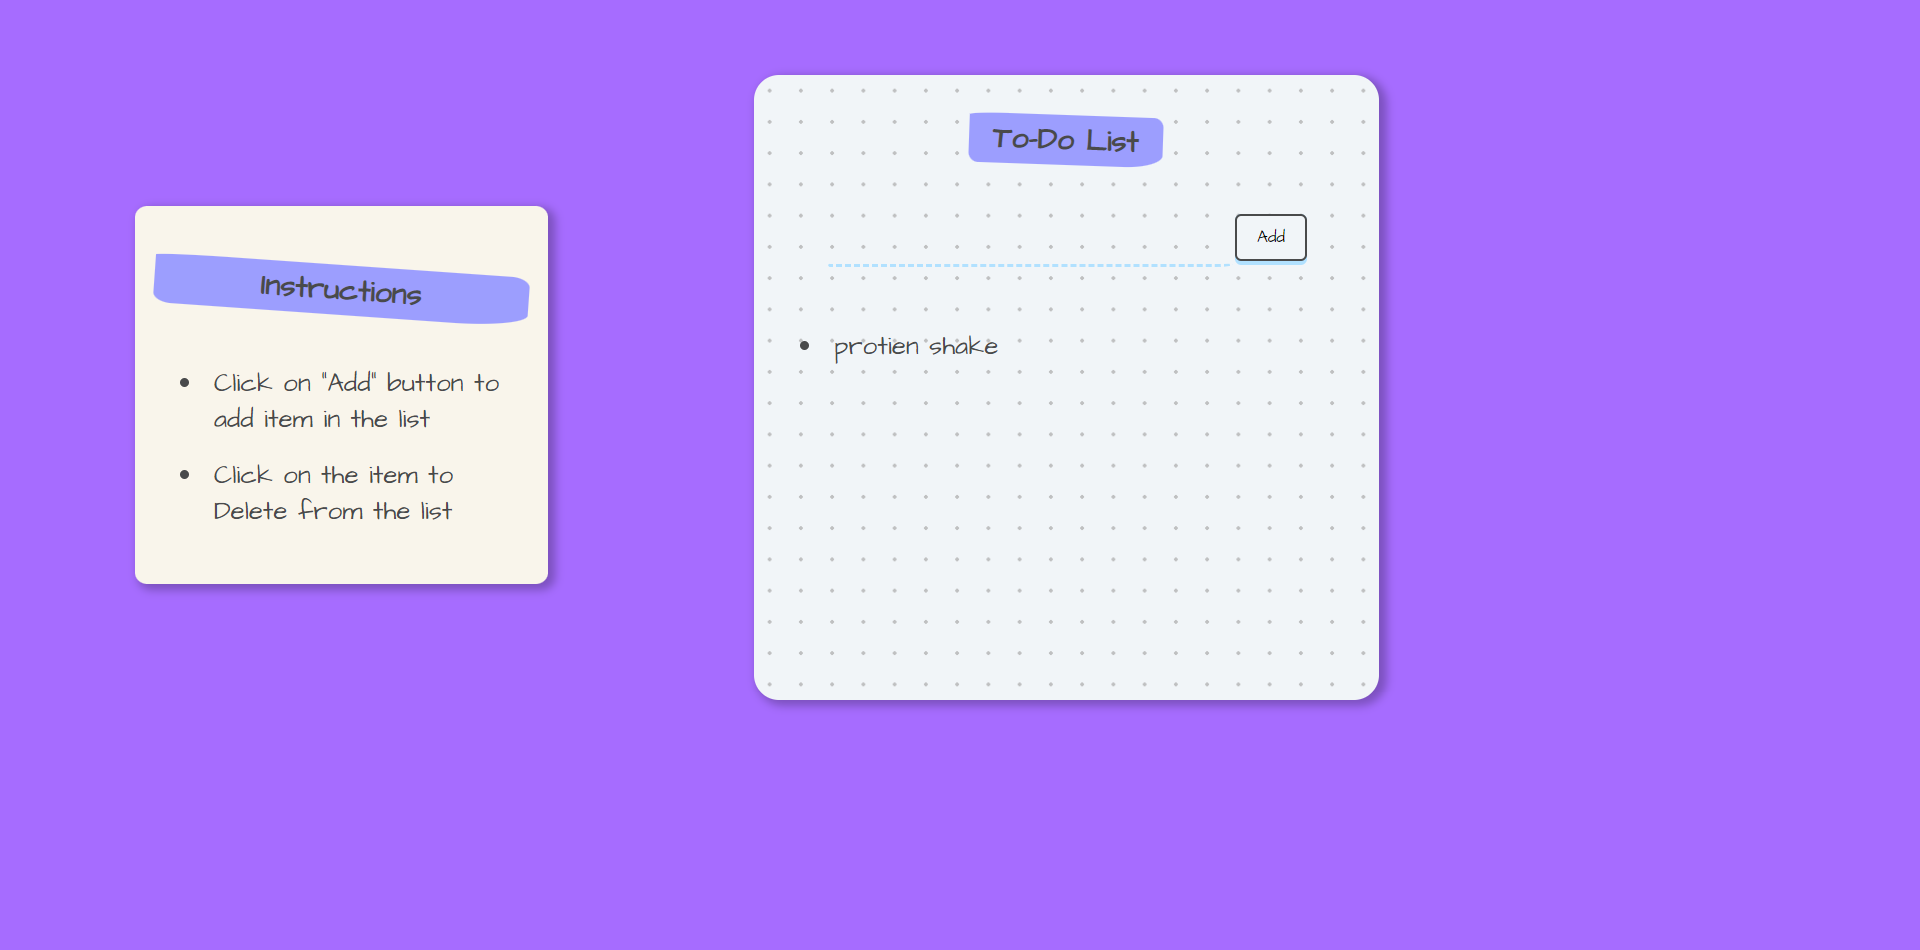 Instructions
Click on "Add" button to
add item in the list
Click on the item to
Delete from the list
To-Do List
Add
protien shake